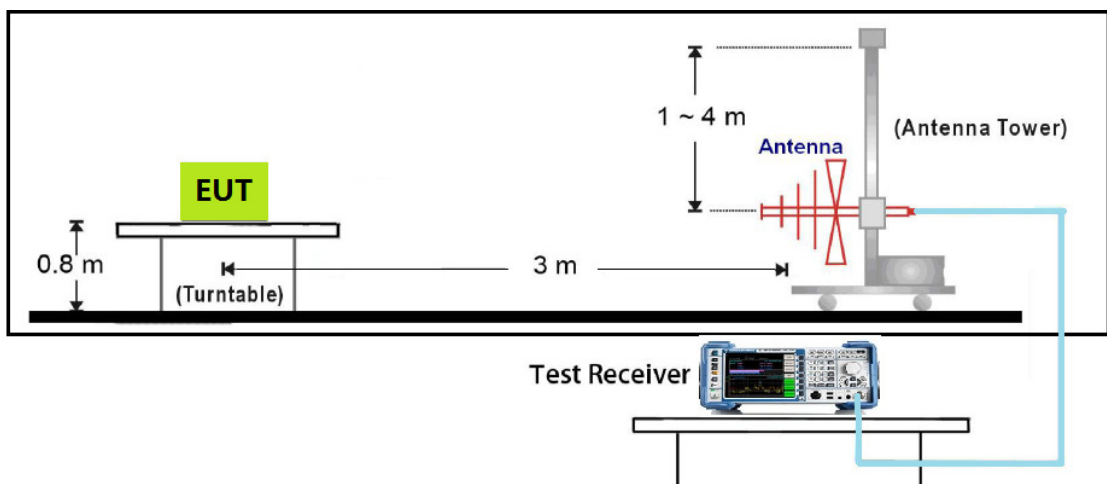 1 ~ 4 m
(Antenna Tower)
Antenna
EUT
0.8 m
3 m
(Turntable)
Test Receiver